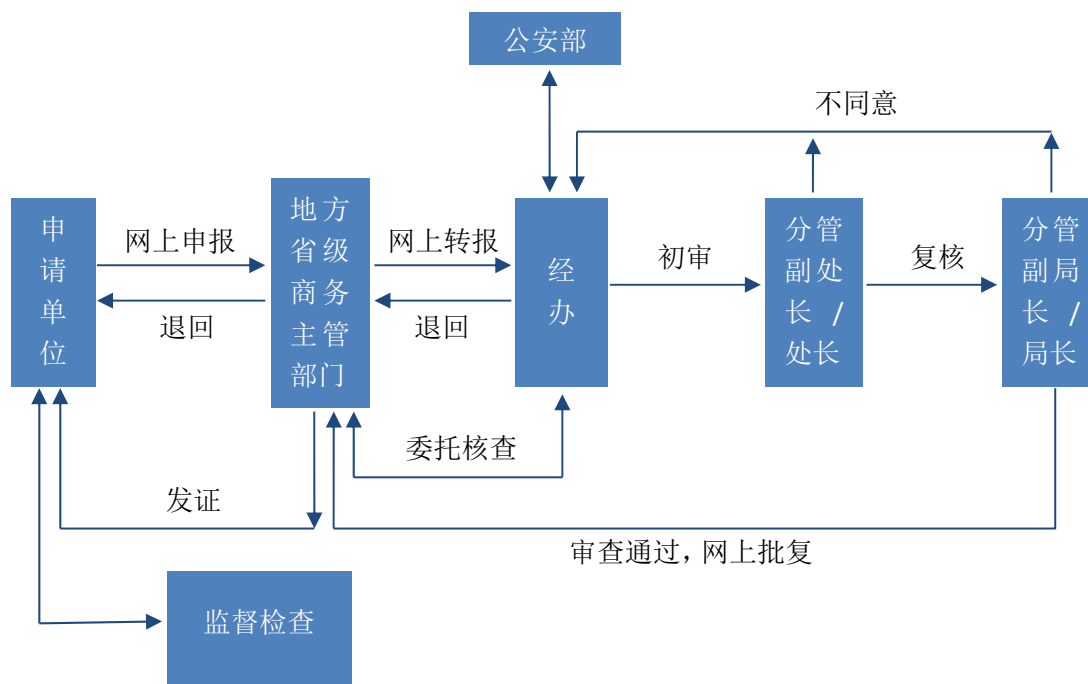 公安部
不同意
申
请
单
位
网上申报
退回
地方
省级
商务
主管
部门
网上转报
退回
经
办
初审
分管
副处
长 /
处长
复核
分管
副局
长 /
局长
委托核查
发证
审查通过，网上批复
监督检查